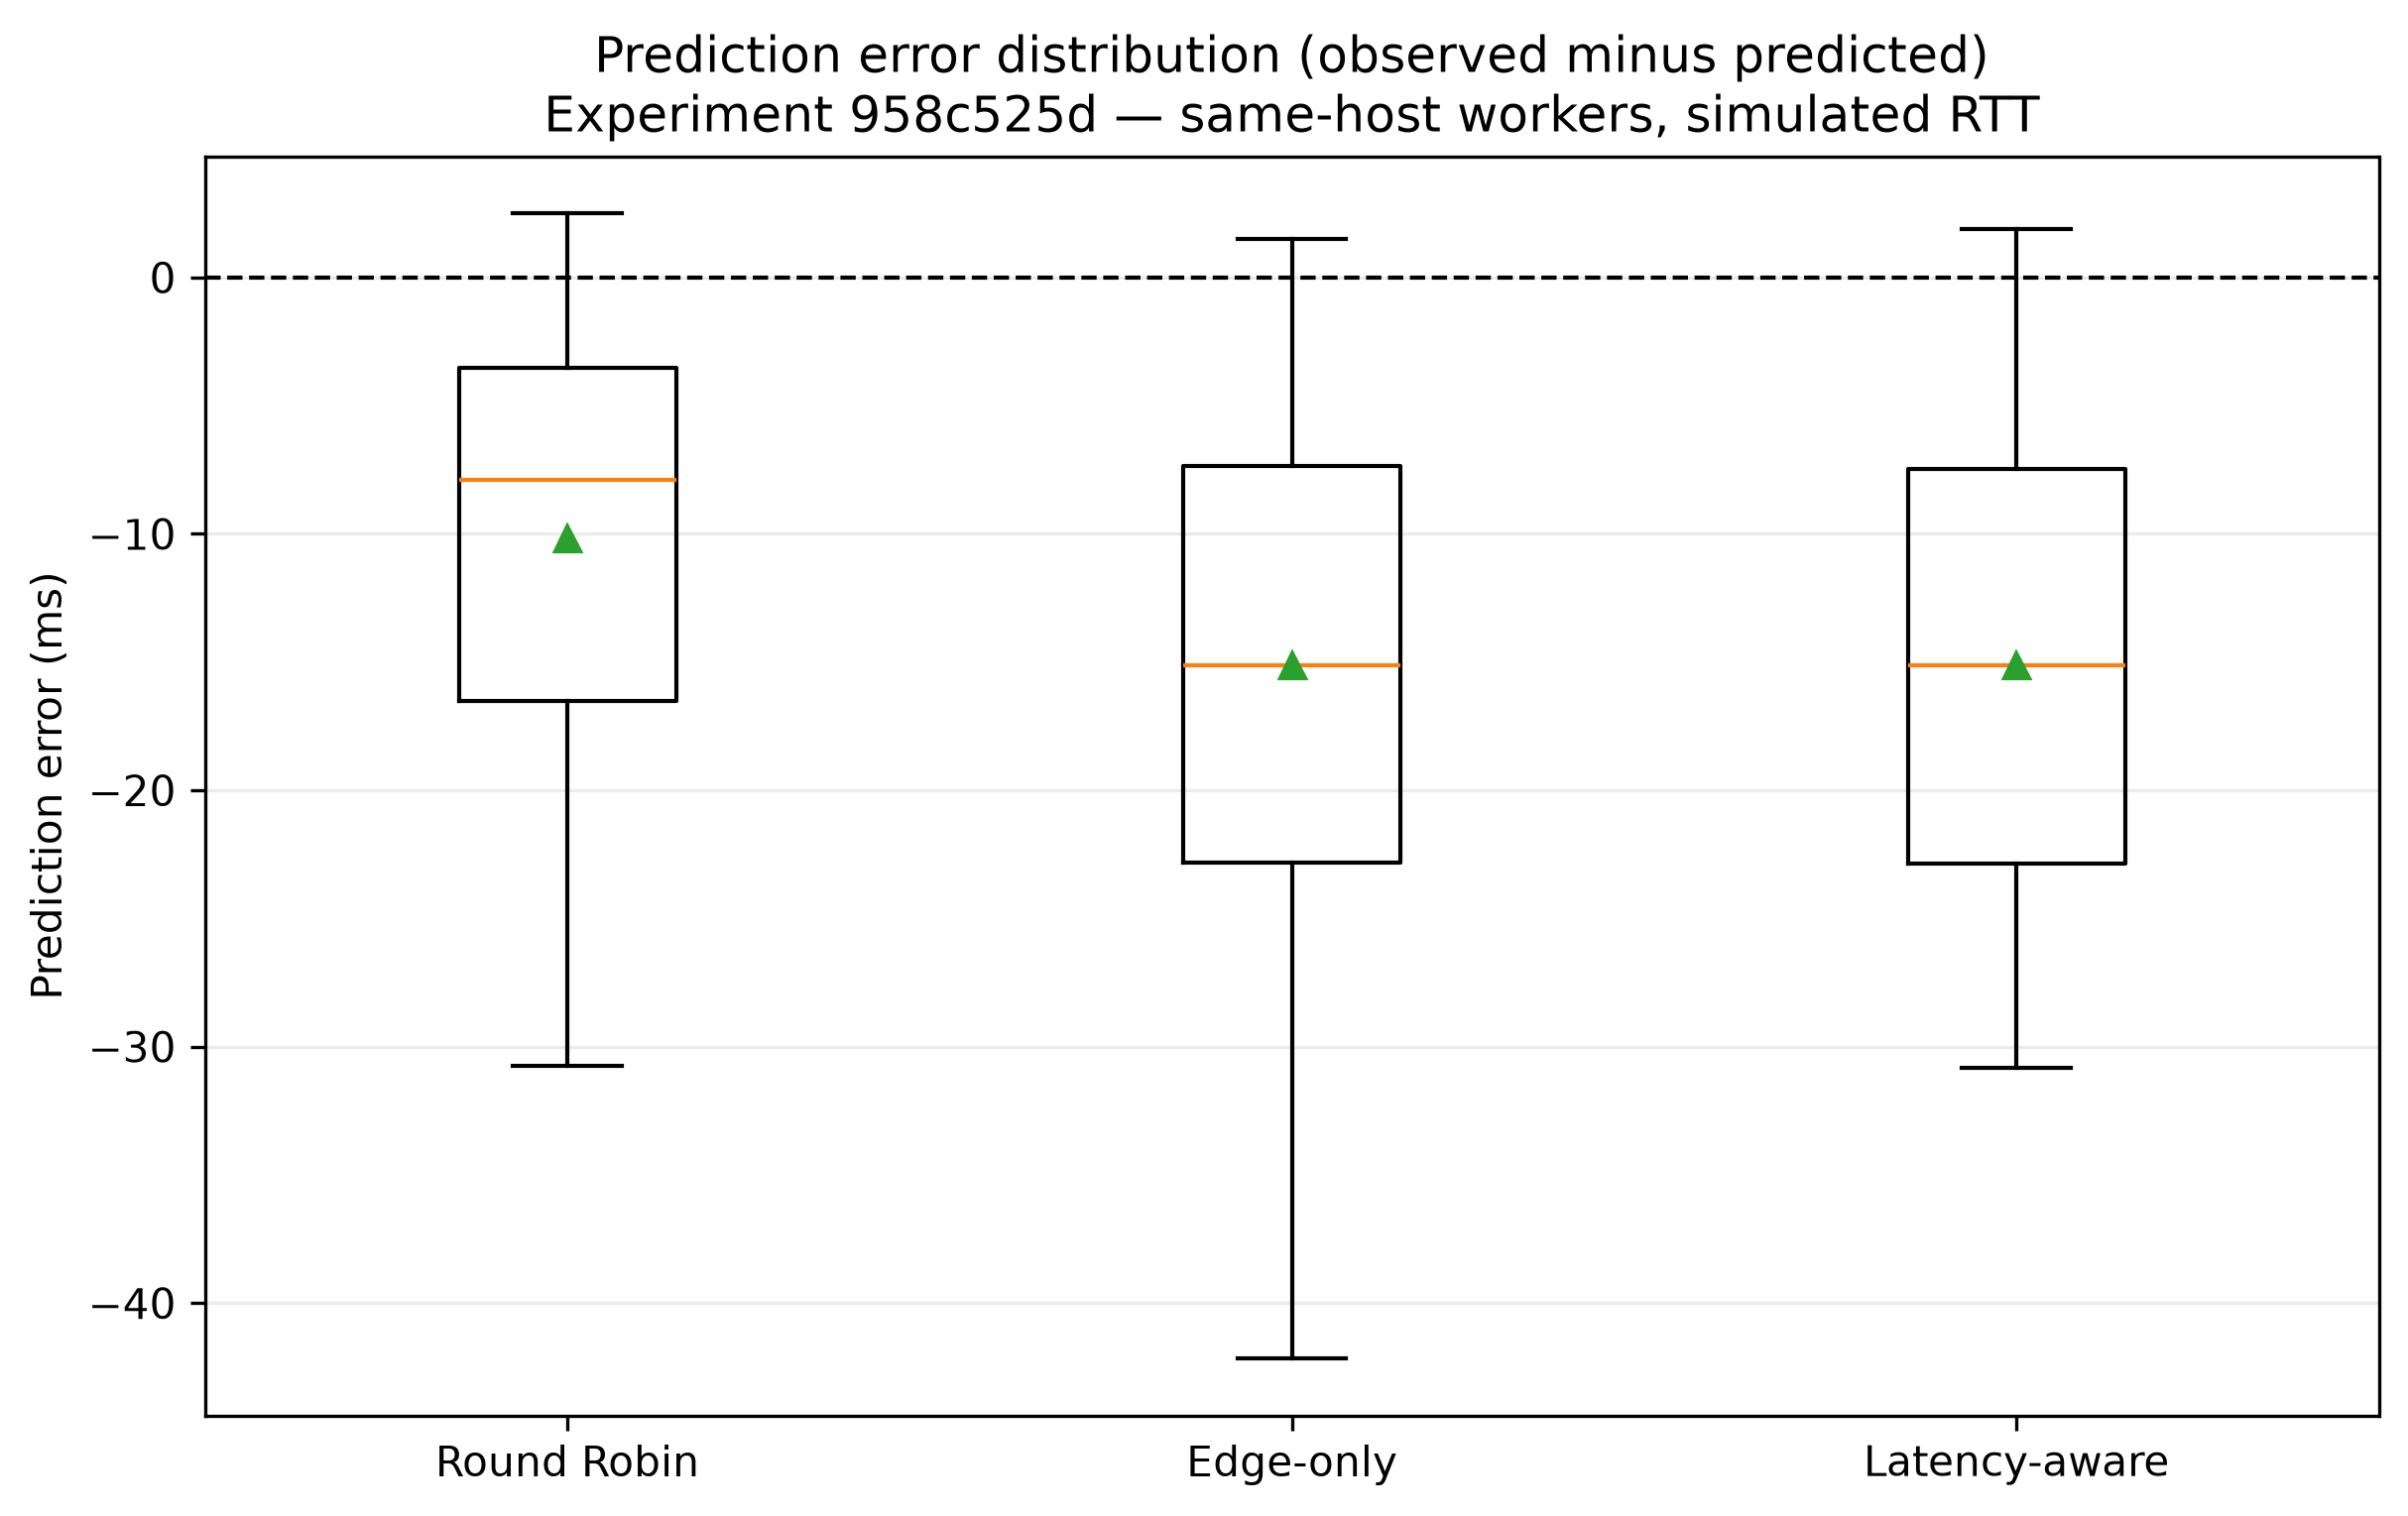 Prediction error distribution (observed minus predicted)
Experiment 958c525d — same-host workers, simulated RTT
Prediction error (ms)
0
−10
−20
−30
−40
Round Robin
Edge-only
Latency-aware